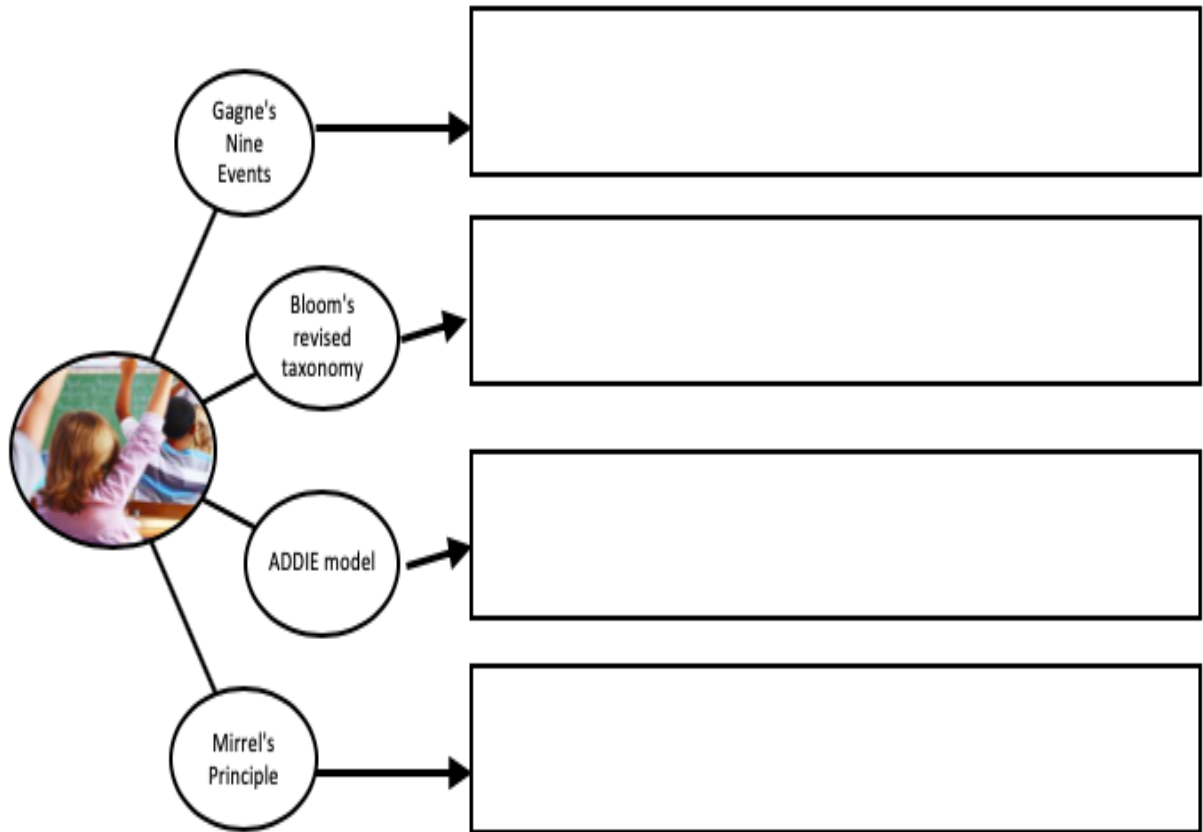 Gagne's
Nine
Events
Bloom's
revised
taxonomy
ADDIE model
Mirrel's
Principle